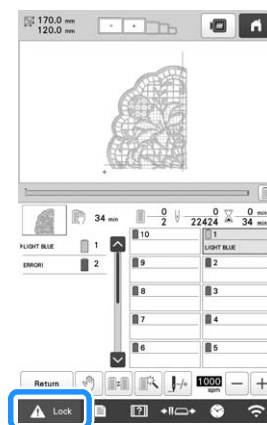 170.0 mm
120.0 mm
34 min
0
2
0
22424
0 min
34 min
LIGHT BLUE 1
ERROR! 2
10
1
LIGHT BLUE
9
2
8
3
7
4
6
5
Return
1000
spm
Lock